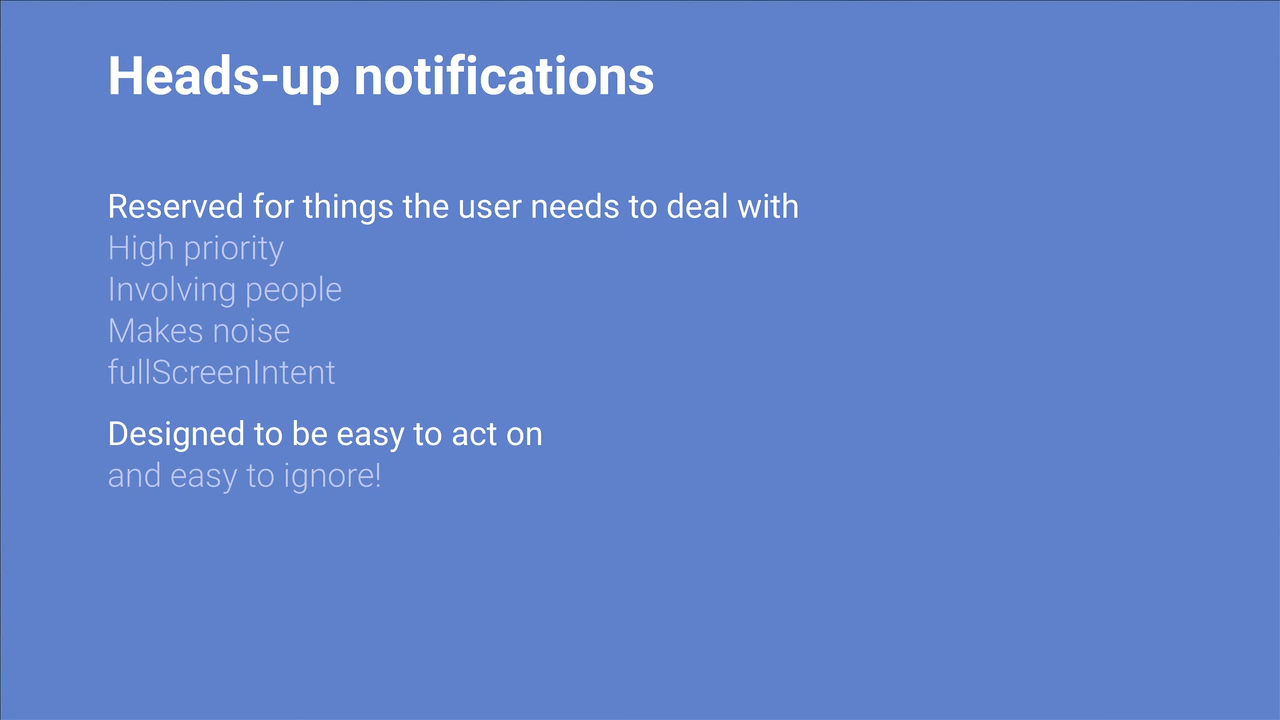 Heads-up notifications
Reserved for things the user needs to deal with
High priority
Involving people
Makes noise
fullScreenIntent
Designed to be easy to act on
and easy to ignore!